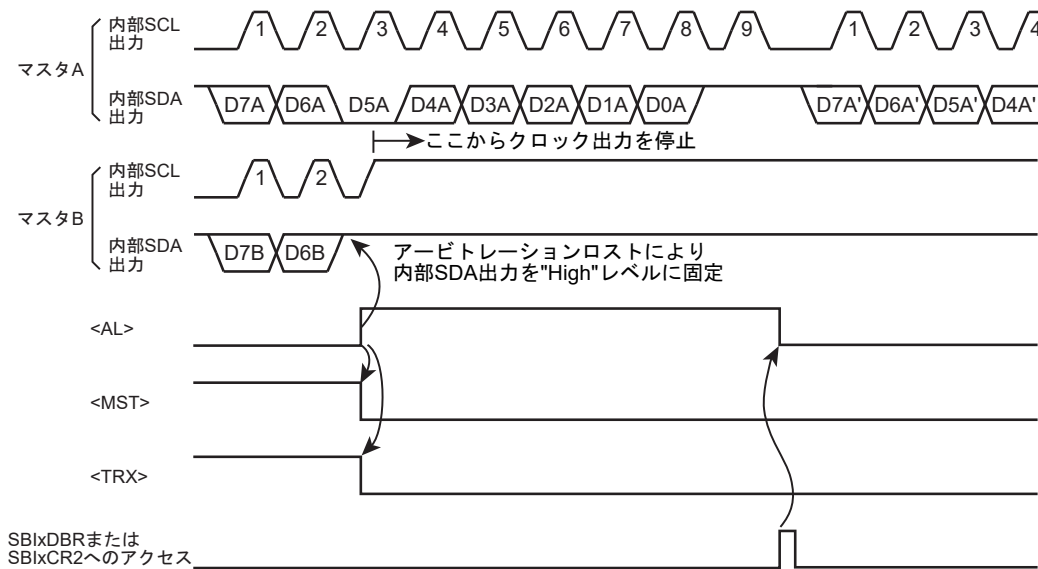 マスタA
内部SCL
出力
1 2 3 4 5 6 7 8 9 1 2 3 4
内部SDA
出力
D7A D6A D5A D4A D3A D2A D1A D0A D7A' D6A' D5A' D4A'
ここからクロック出力を停止
マスタB
内部SCL
出力
1 2
内部SDA
出力
D7B D6B
アービトレーションロストにより
内部SDA出力を"High"レベルに固定
<AL>
<MST>
<TRX>
SBIxDBRまたは
SBIxCR2へのアクセス